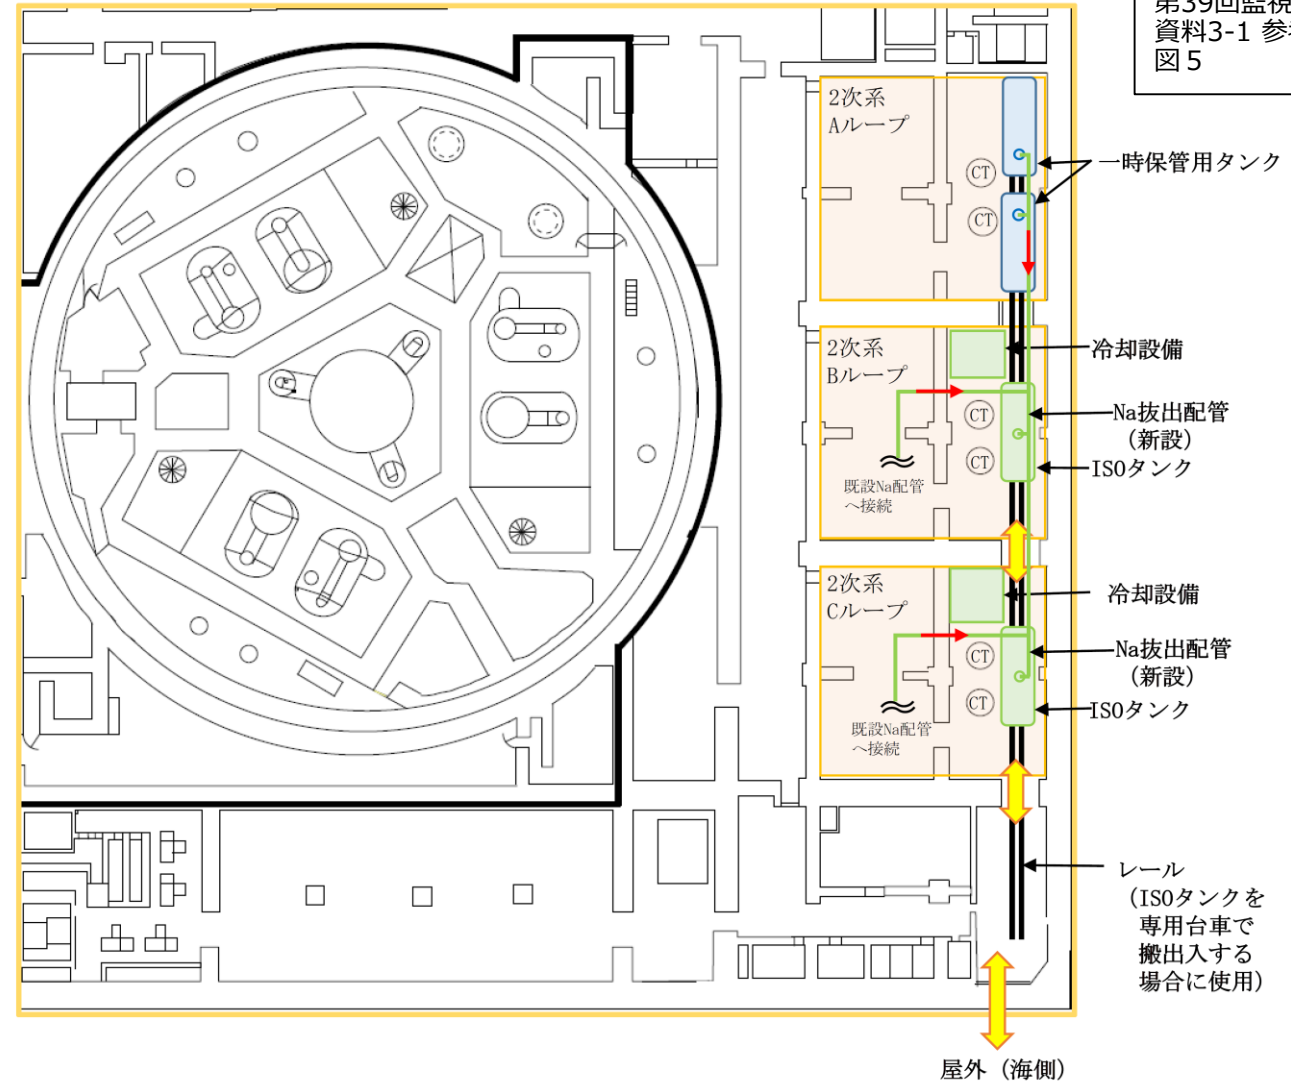 第39回監視
資料3-1 参
図5
2次系
Aループ
CT
CT
一時保管用タンク
2次系
Bループ
冷却設備
CT
Na抜出配管
(新設)
CT
ISOタンク
既設Na配管
へ接続
2次系
Cループ
冷却設備
CT
Na抜出配管
(新設)
CT
ISOタンク
既設Na配管
へ接続
レール
(ISOタンクを
専用台車で
搬出入する
場合に使用)
屋外 (海側)